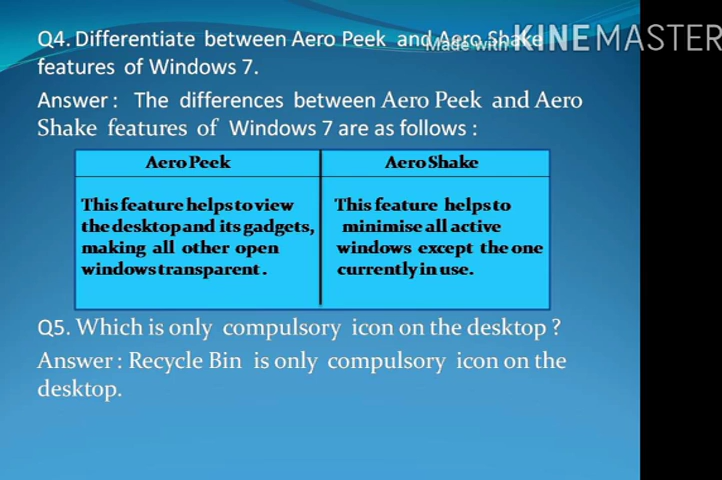 Q4. Differentiate between Aero Peek and Aero Shake
Made with KINEMASTER
features of Windows 7.
Answer : The differences between Aero Peek and Aero
Shake features of Windows 7 are as follows :
Aero Peek
This feature helps to view
the desktop and its gadgets,
making all other open
windows transparent.
Aero Shake
This feature helps to
minimise all active
windows except the one
currently in use.
Q5. Which is only compulsory icon on the desktop ?
Answer : Recycle Bin is only compulsory icon on the
desktop.